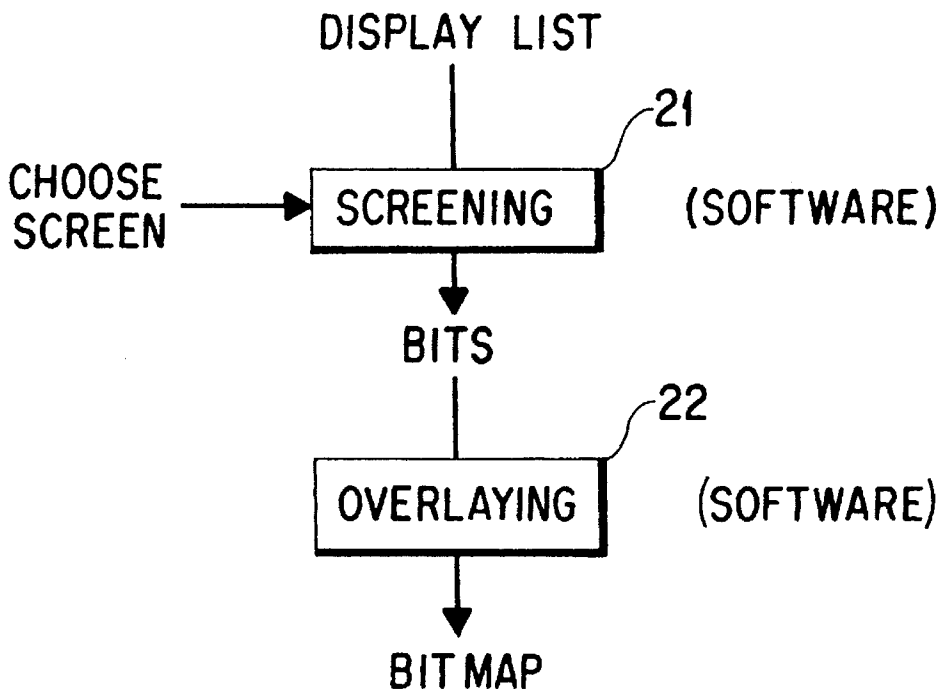 DISPLAY LIST
21
CHOOSE
SCREEN
SCREENING
(SOFTWARE)
BITS
22
OVERLAYING
(SOFTWARE)
BIT MAP